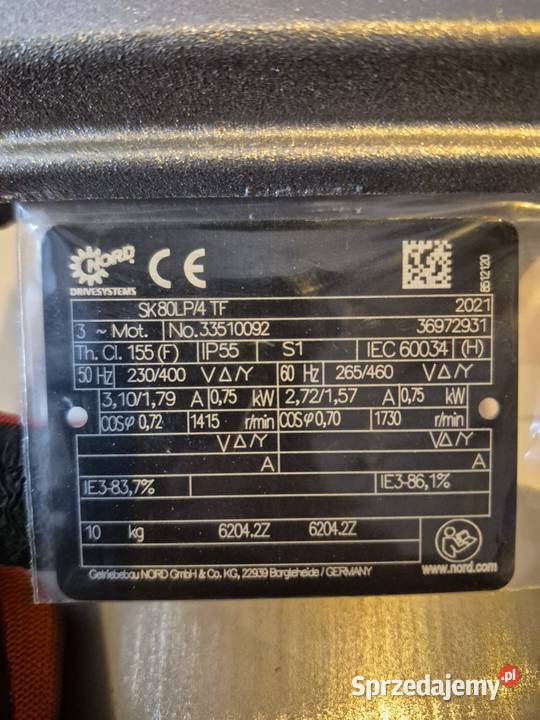 NORD
DRIVESYSTEMS
CE
8512120
SK80LP/4 TF 2021
3 ~ Mot. No. 33510092 36972931
Th. Cl. 155 (F) IP55 S1 IEC 60034 (H)
50 Hz 230/400 V Δ/Y 60 Hz 265/460 V Δ/Y
3,10/1,79 A 0,75 kW 2,72/1,57 A 0,75 kW
COSφ 0,72 1415 r/min COSφ 0,70 1730 r/min
V Δ/Y V Δ/Y
A A
IE3-83,7% IE3-86,1%
10 kg 6204.2Z 6204.2Z
Getriebebau NORD GmbH & Co. KG, 22939 Bargteheide / GERMANY www.nord.com
Sprzedajemy.pl